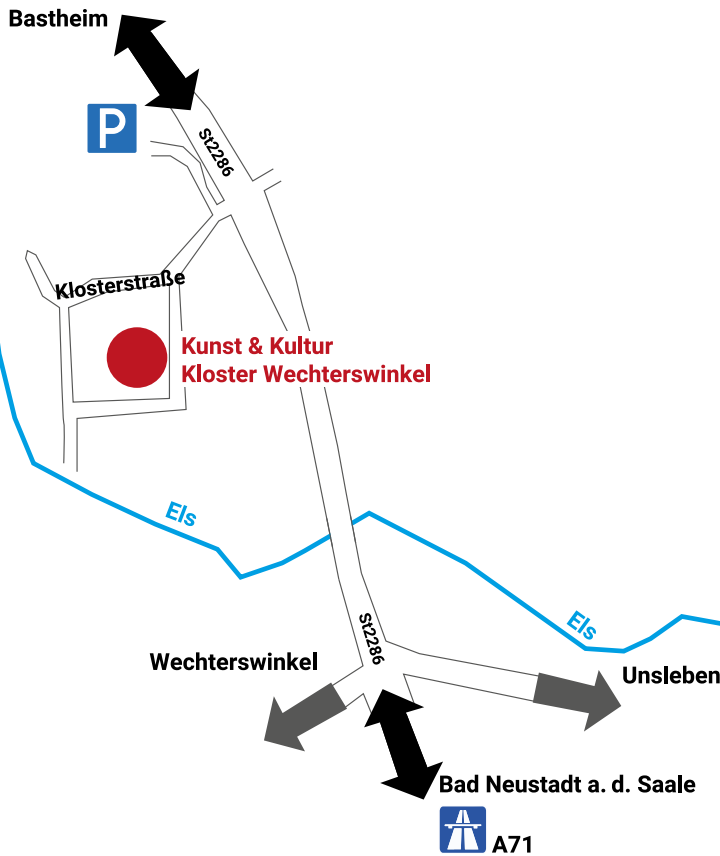 Bastheim
P
St2286
Klosterstraße
Kunst & Kultur
Kloster Wechterswinkel
Els
Els
St2286
Wechterswinkel
Unsleben
Bad Neustadt a. d. Saale
A71